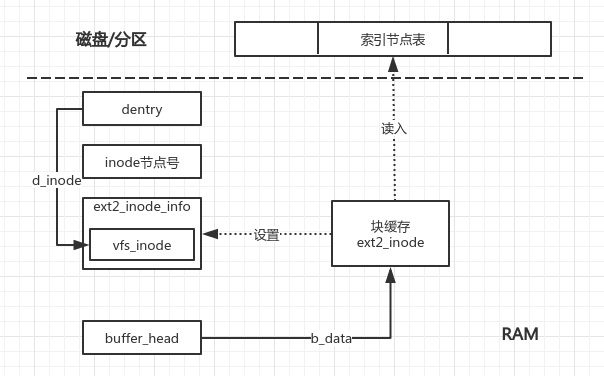 磁盘/分区
索引节点表
dentry
读入
inode节点号
d_inode
ext2_inode_info
vfs_inode
设置
块缓存
ext2_inode
buffer_head
b_data
RAM